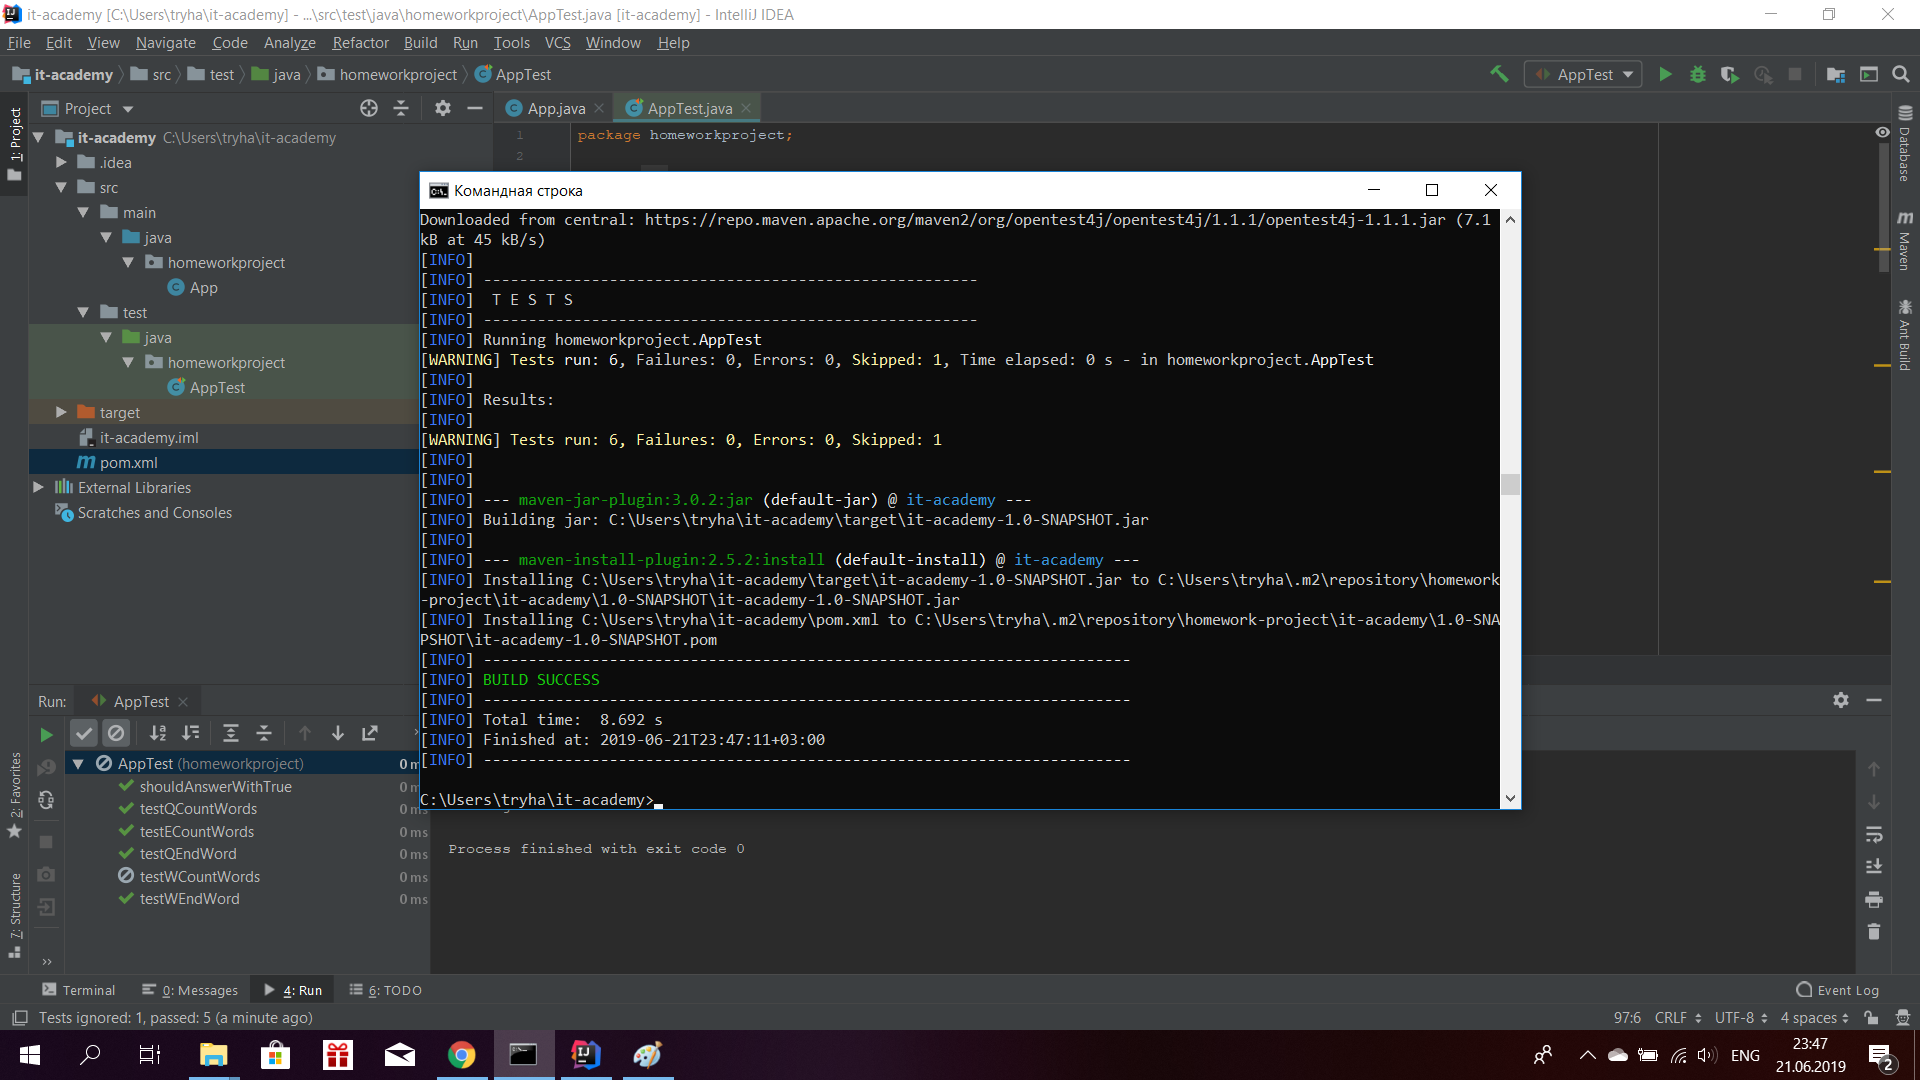 it-academy [C:\Users\tryha\it-academy] - ...\src\test\java\homeworkproject\AppTest.java [it-academy] - IntelliJ IDEA
File Edit View Navigate Code Analyze Refactor Build Run Tools VCS Window Help
it-academy src test java homeworkproject AppTest
AppTest
Project
App.java
AppTest.java
1: Project
it-academy C:\Users\tryha\it-academy
.idea
src
main
java
homeworkproject
App
test
java
homeworkproject
AppTest
target
it-academy.iml
pom.xml
External Libraries
Scratches and Consoles
1 package homeworkproject;
2
Database
Maven
Ant Build
Командная строка
Downloaded from central: https://repo.maven.apache.org/maven2/org/opentest4j/opentest4j/1.1.1/opentest4j-1.1.1.jar (7.1
kB at 45 kB/s)
[INFO]
[INFO] -------------------------------------------------------
[INFO]  T E S T S
[INFO] -------------------------------------------------------
[INFO] Running homeworkproject.AppTest
[WARNING] Tests run: 6, Failures: 0, Errors: 0, Skipped: 1, Time elapsed: 0 s - in homeworkproject.AppTest
[INFO]
[INFO] Results:
[INFO]
[WARNING] Tests run: 6, Failures: 0, Errors: 0, Skipped: 1
[INFO]
[INFO]
[INFO] --- maven-jar-plugin:3.0.2:jar (default-jar) @ it-academy ---
[INFO] Building jar: C:\Users\tryha\it-academy\target\it-academy-1.0-SNAPSHOT.jar
[INFO]
[INFO] --- maven-install-plugin:2.5.2:install (default-install) @ it-academy ---
[INFO] Installing C:\Users\tryha\it-academy\target\it-academy-1.0-SNAPSHOT.jar to C:\Users\tryha\.m2\repository\homework
-project\it-academy\1.0-SNAPSHOT\it-academy-1.0-SNAPSHOT.jar
[INFO] Installing C:\Users\tryha\it-academy\pom.xml to C:\Users\tryha\.m2\repository\homework-project\it-academy\1.0-SNA
PSHOT\it-academy-1.0-SNAPSHOT.pom
[INFO] ------------------------------------------------------------------------
[INFO] BUILD SUCCESS
[INFO] ------------------------------------------------------------------------
[INFO] Total time:  8.692 s
[INFO] Finished at: 2019-06-21T23:47:11+03:00
[INFO] ------------------------------------------------------------------------
C:\Users\tryha\it-academy>
Run: AppTest
AppTest (homeworkproject) 0 m
shouldAnswerWithTrue 0 m
testQCountWords 0 ms
testECountWords 0 ms
testQEndWord 0 ms
testWCountWords 0 ms
testWEndWord 0 ms
Process finished with exit code 0
2: Favorites
7: Structure
Terminal 0: Messages 4: Run 6: TODO Event Log
Tests ignored: 1, passed: 5 (a minute ago) 97:6 CRLF UTF-8 4 spaces
ENG
23:47
21.06.2019
2